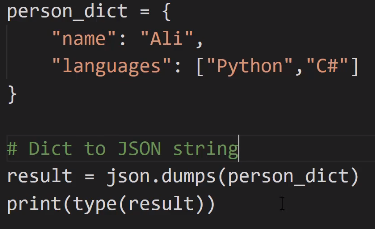 person_dict = {
    "name": "Ali",
    "languages": ["Python","C#"]
}
# Dict to JSON string
result = json.dumps(person_dict)
print(type(result))